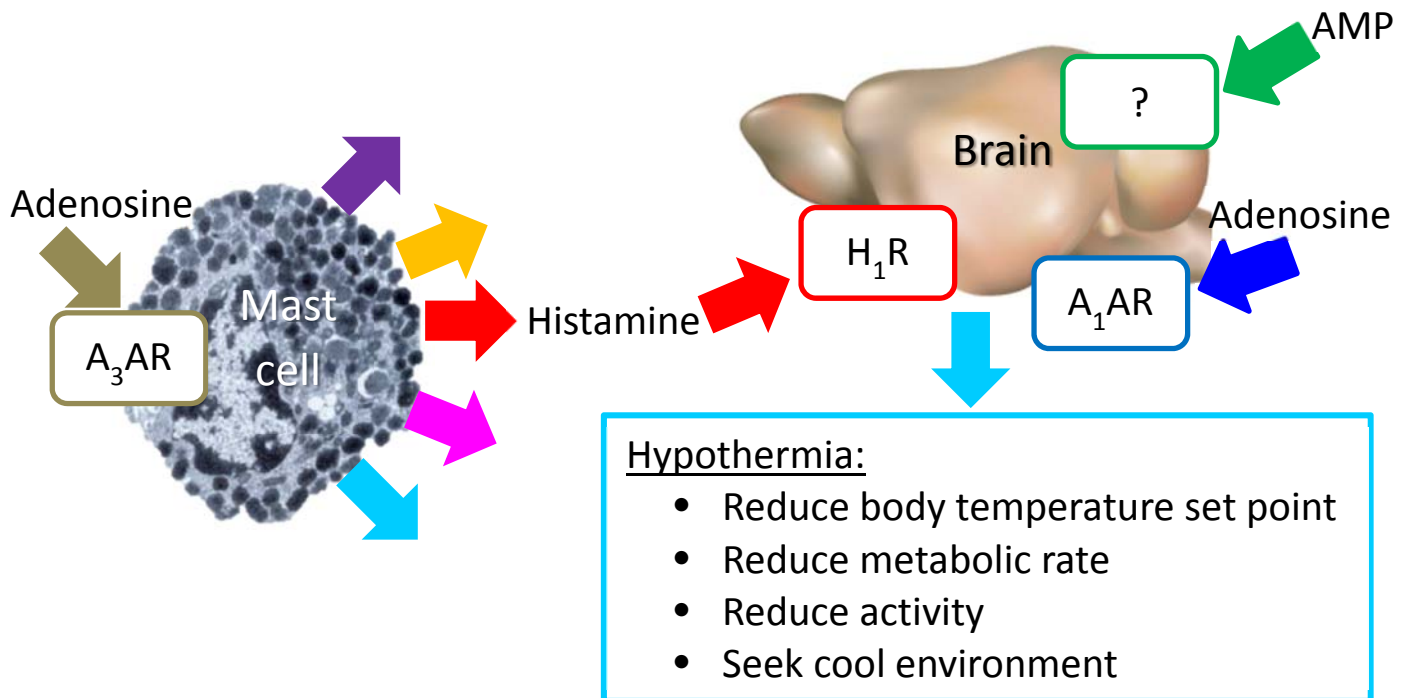 Adenosine
A₃AR
Mast
cell
Histamine
H₁R
Brain
?
AMP
Adenosine
A₁AR
Hypothermia:
• Reduce body temperature set point
• Reduce metabolic rate
• Reduce activity
• Seek cool environment